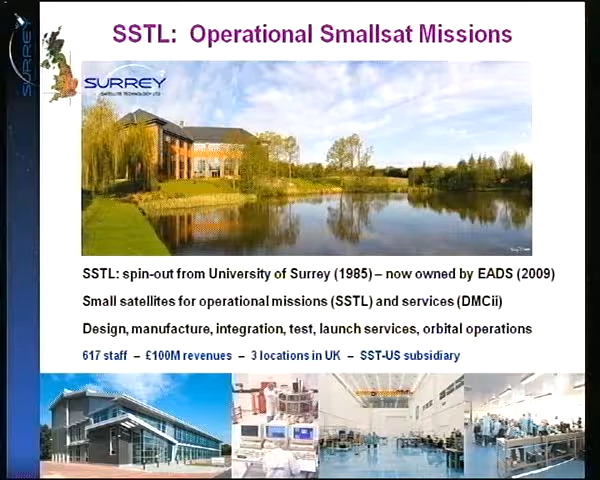 SURREY
SSTL: Operational Smallsat Missions
SURREY
SATELLITE TECHNOLOGY LTD
SSTL: spin-out from University of Surrey (1985) – now owned by EADS (2009)
Small satellites for operational missions (SSTL) and services (DMCii)
Design, manufacture, integration, test, launch services, orbital operations
617 staff – £100M revenues – 3 locations in UK – SST-US subsidiary